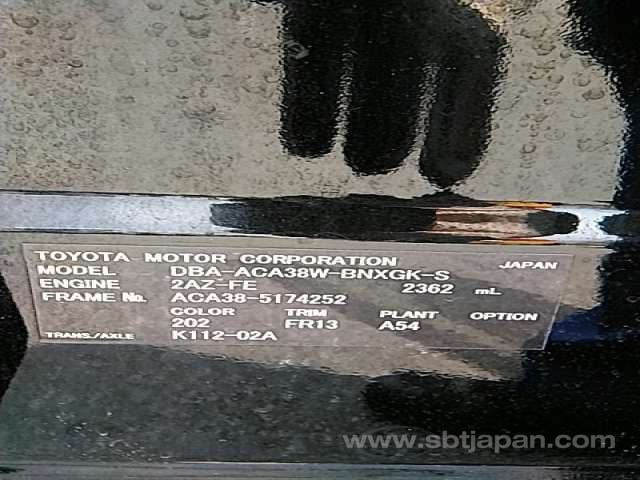 TOYOTA MOTOR CORPORATION JAPAN
MODEL DBA-ACA38W-BNXGK-S
ENGINE 2AZ-FE 2362 mL
FRAME No. ACA38-5174252
COLOR TRIM PLANT OPTION
202 FR13 A54
TRANS./AXLE K112-02A
www.sbtjapan.com